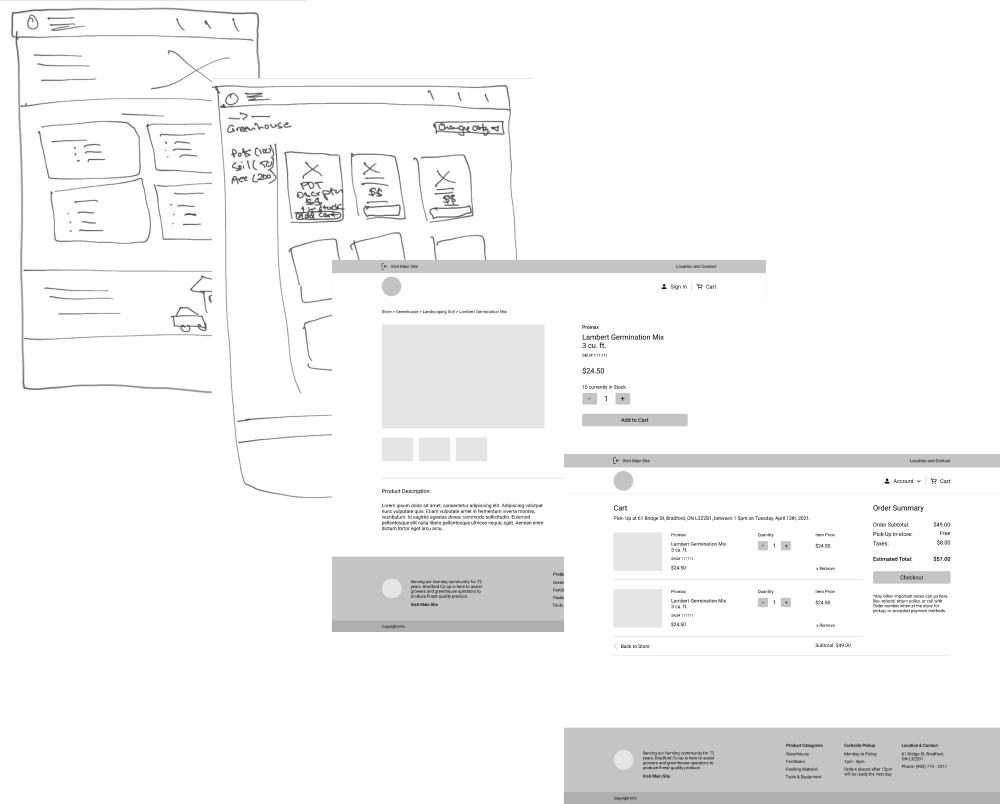 Greenhouse
Change city
Pots (100)
Soil (50)
Acc (200)
PDT
$$
Add Cart
$$
$$
Visit Main Site
Location and Contact
Sign In
Cart
Store > Greenhouse > Landscaping Soil > Lambert Germination Mix
Promax
Lambert Germination Mix
3 cu. ft.
SKU# 111111
$24.50
10 currently in Stock
- 1 +
Add to Cart
Product Description:
Lorem ipsum dolor sit amet, consectetur adipiscing elit. Adipiscing volutpat
nunc vulputate quis. Etiam vulputate amet in fermentum viverra montes,
vestibulum. Id sagittis egestas donec commodo sollicitudin. Euismod
pellentesque elit nulla libero pellentesque ultrices neque, eget. Aenean enim
dictum tortor eget arcu arcu.
Serving our farming community for 72
years. Bradford Co-op is here to assist
growers and greenhouse operators to
produce finest quality produce.
Visit Main Site
Produ
Green
Fertili
Packi
Tools
Copyright Info
Visit Main Site
Location and Contact
Account
Cart
Cart
Pick- Up at 61 Bridge St, Bradford, ON L3Z2B1, between 1-5pm on Tuesday, April 13th, 2021.
Promax
Lambert Germination Mix
3 cu. ft.
SKU# 111111
$24.50
Quantity
- 1 +
Item Price
$24.50
x Remove
Promax
Lambert Germination Mix
3 cu. ft.
SKU# 111111
$24.50
Quantity
- 1 +
Item Price
$24.50
x Remove
Back to Store
Subtotal: $49.00
Order Summary
Order Subtotal: $49.00
Pick-Up In-store: Free
Taxes: $8.00
Estimated Total: $57.00
Checkout
*Any other important notes can go here,
like- refund/ return policy, or call with
Order number when at the store for
pickup, or accepted payment methods.
Serving our farming community for 72
years. Bradford Co-op is here to assist
growers and greenhouse operators to
produce finest quality produce.
Visit Main Site
Product Categories
Greenhouse
Fertilizers
Packing Material
Tools & Equipment
Curbside Pickup
Monday to Friday
1pm - 5pm
Orders placed after 12pm
will be ready the next day
Location & Contact
61 Bridge St, Bradford,
ON L3Z2B1
Phone: (905) 775 - 3317
Copyright Info